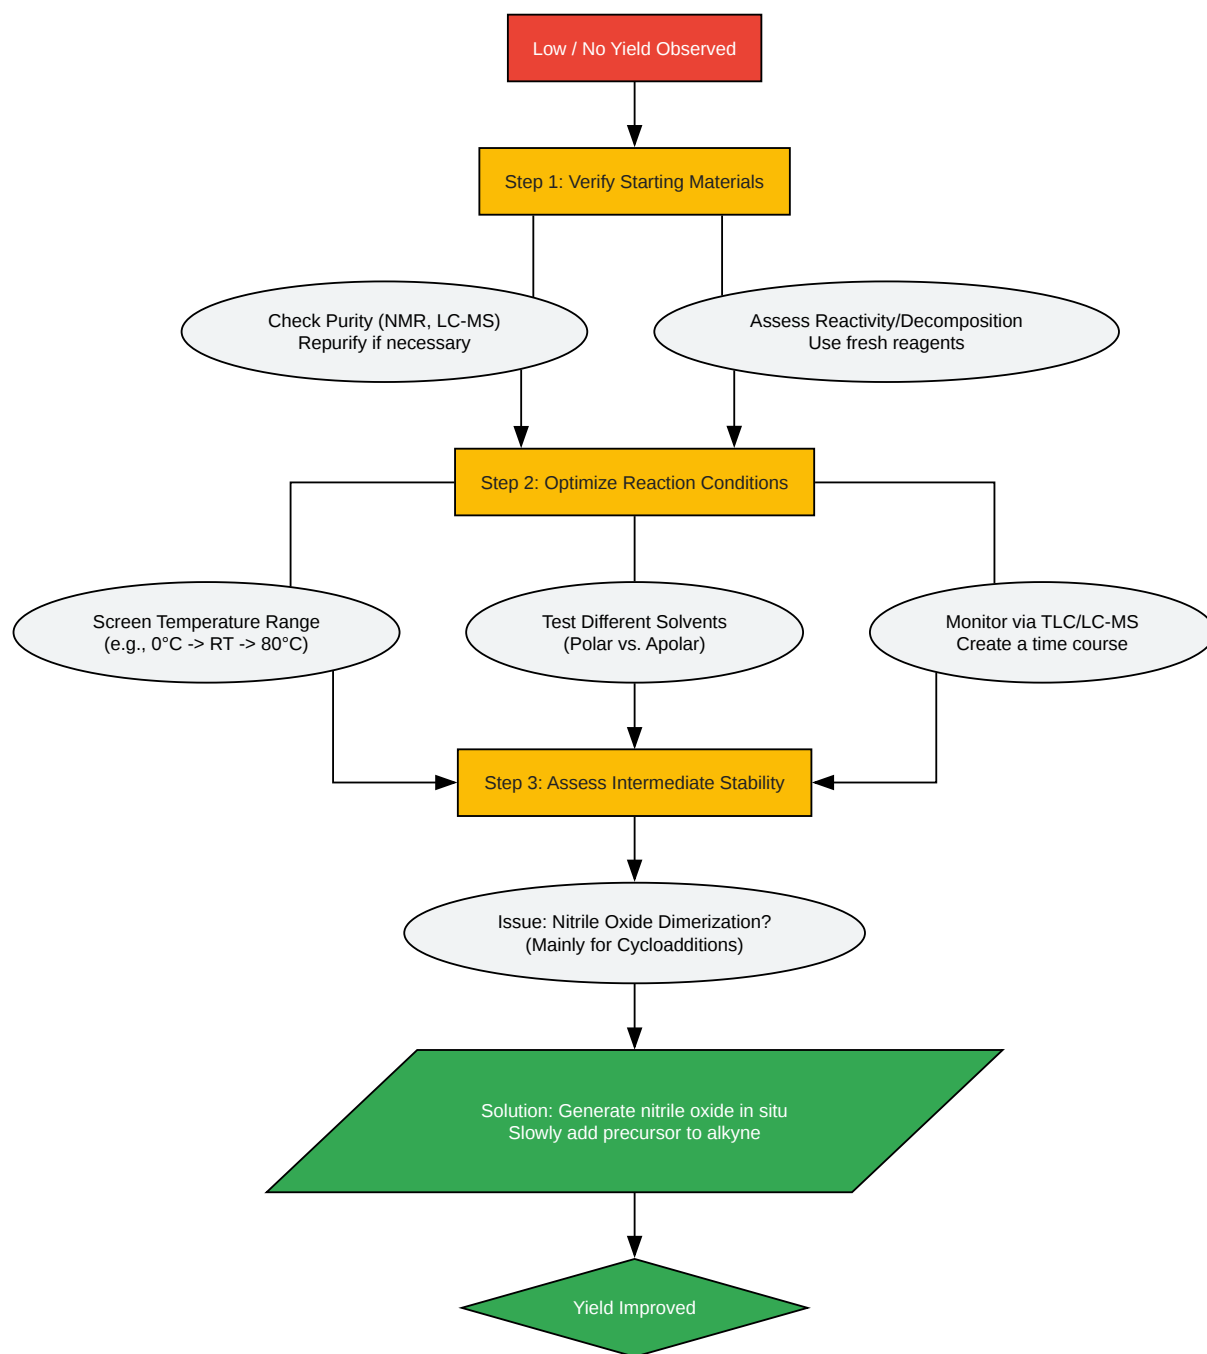 Low / No Yield Observed
Step 1: Verify Starting Materials
Check Purity (NMR, LC-MS)
Repurify if necessary
Assess Reactivity/Decomposition
Use fresh reagents
Step 2: Optimize Reaction Conditions
Screen Temperature Range
(e.g., 0°C -> RT -> 80°C)
Test Different Solvents
(Polar vs. Apolar)
Monitor via TLC/LC-MS
Create a time course
Step 3: Assess Intermediate Stability
Issue: Nitrile Oxide Dimerization?
(Mainly for Cycloadditions)
Solution: Generate nitrile oxide in situ
Slowly add precursor to alkyne
Yield Improved